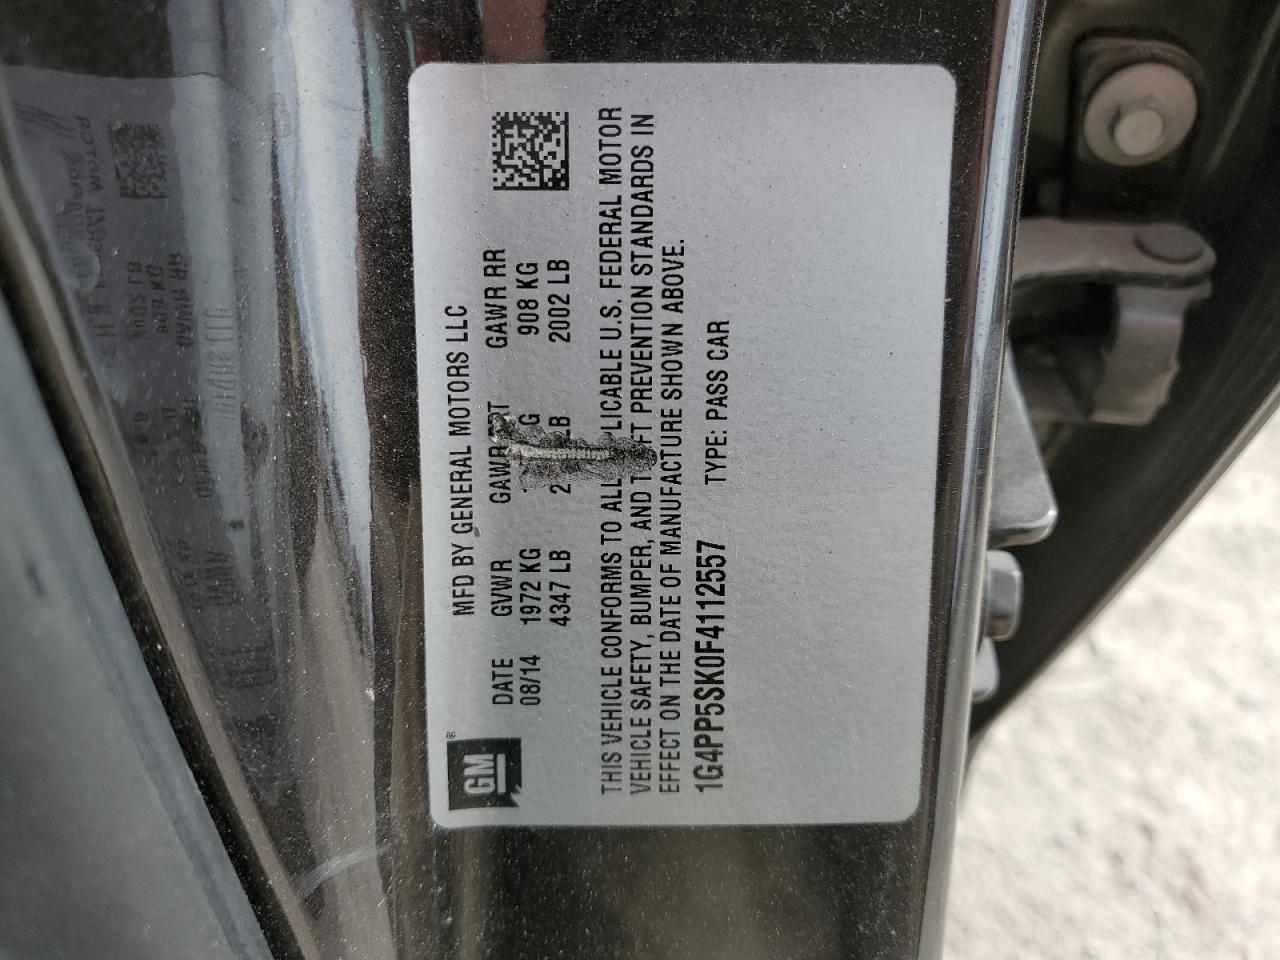 GM
MFD BY GENERAL MOTORS LLC
DATE GVWR GAWR FRT GAWR RR
08/14 1972 KG 908 KG
4347 LB 2002 LB
THIS VEHICLE CONFORMS TO ALL LICABLE U.S. FEDERAL MOTOR
VEHICLE SAFETY, BUMPER, AND T FT PREVENTION STANDARDS IN
EFFECT ON THE DATE OF MANUFACTURE SHOWN ABOVE.
1G4PP5SK0F4112557 TYPE: PASS CAR